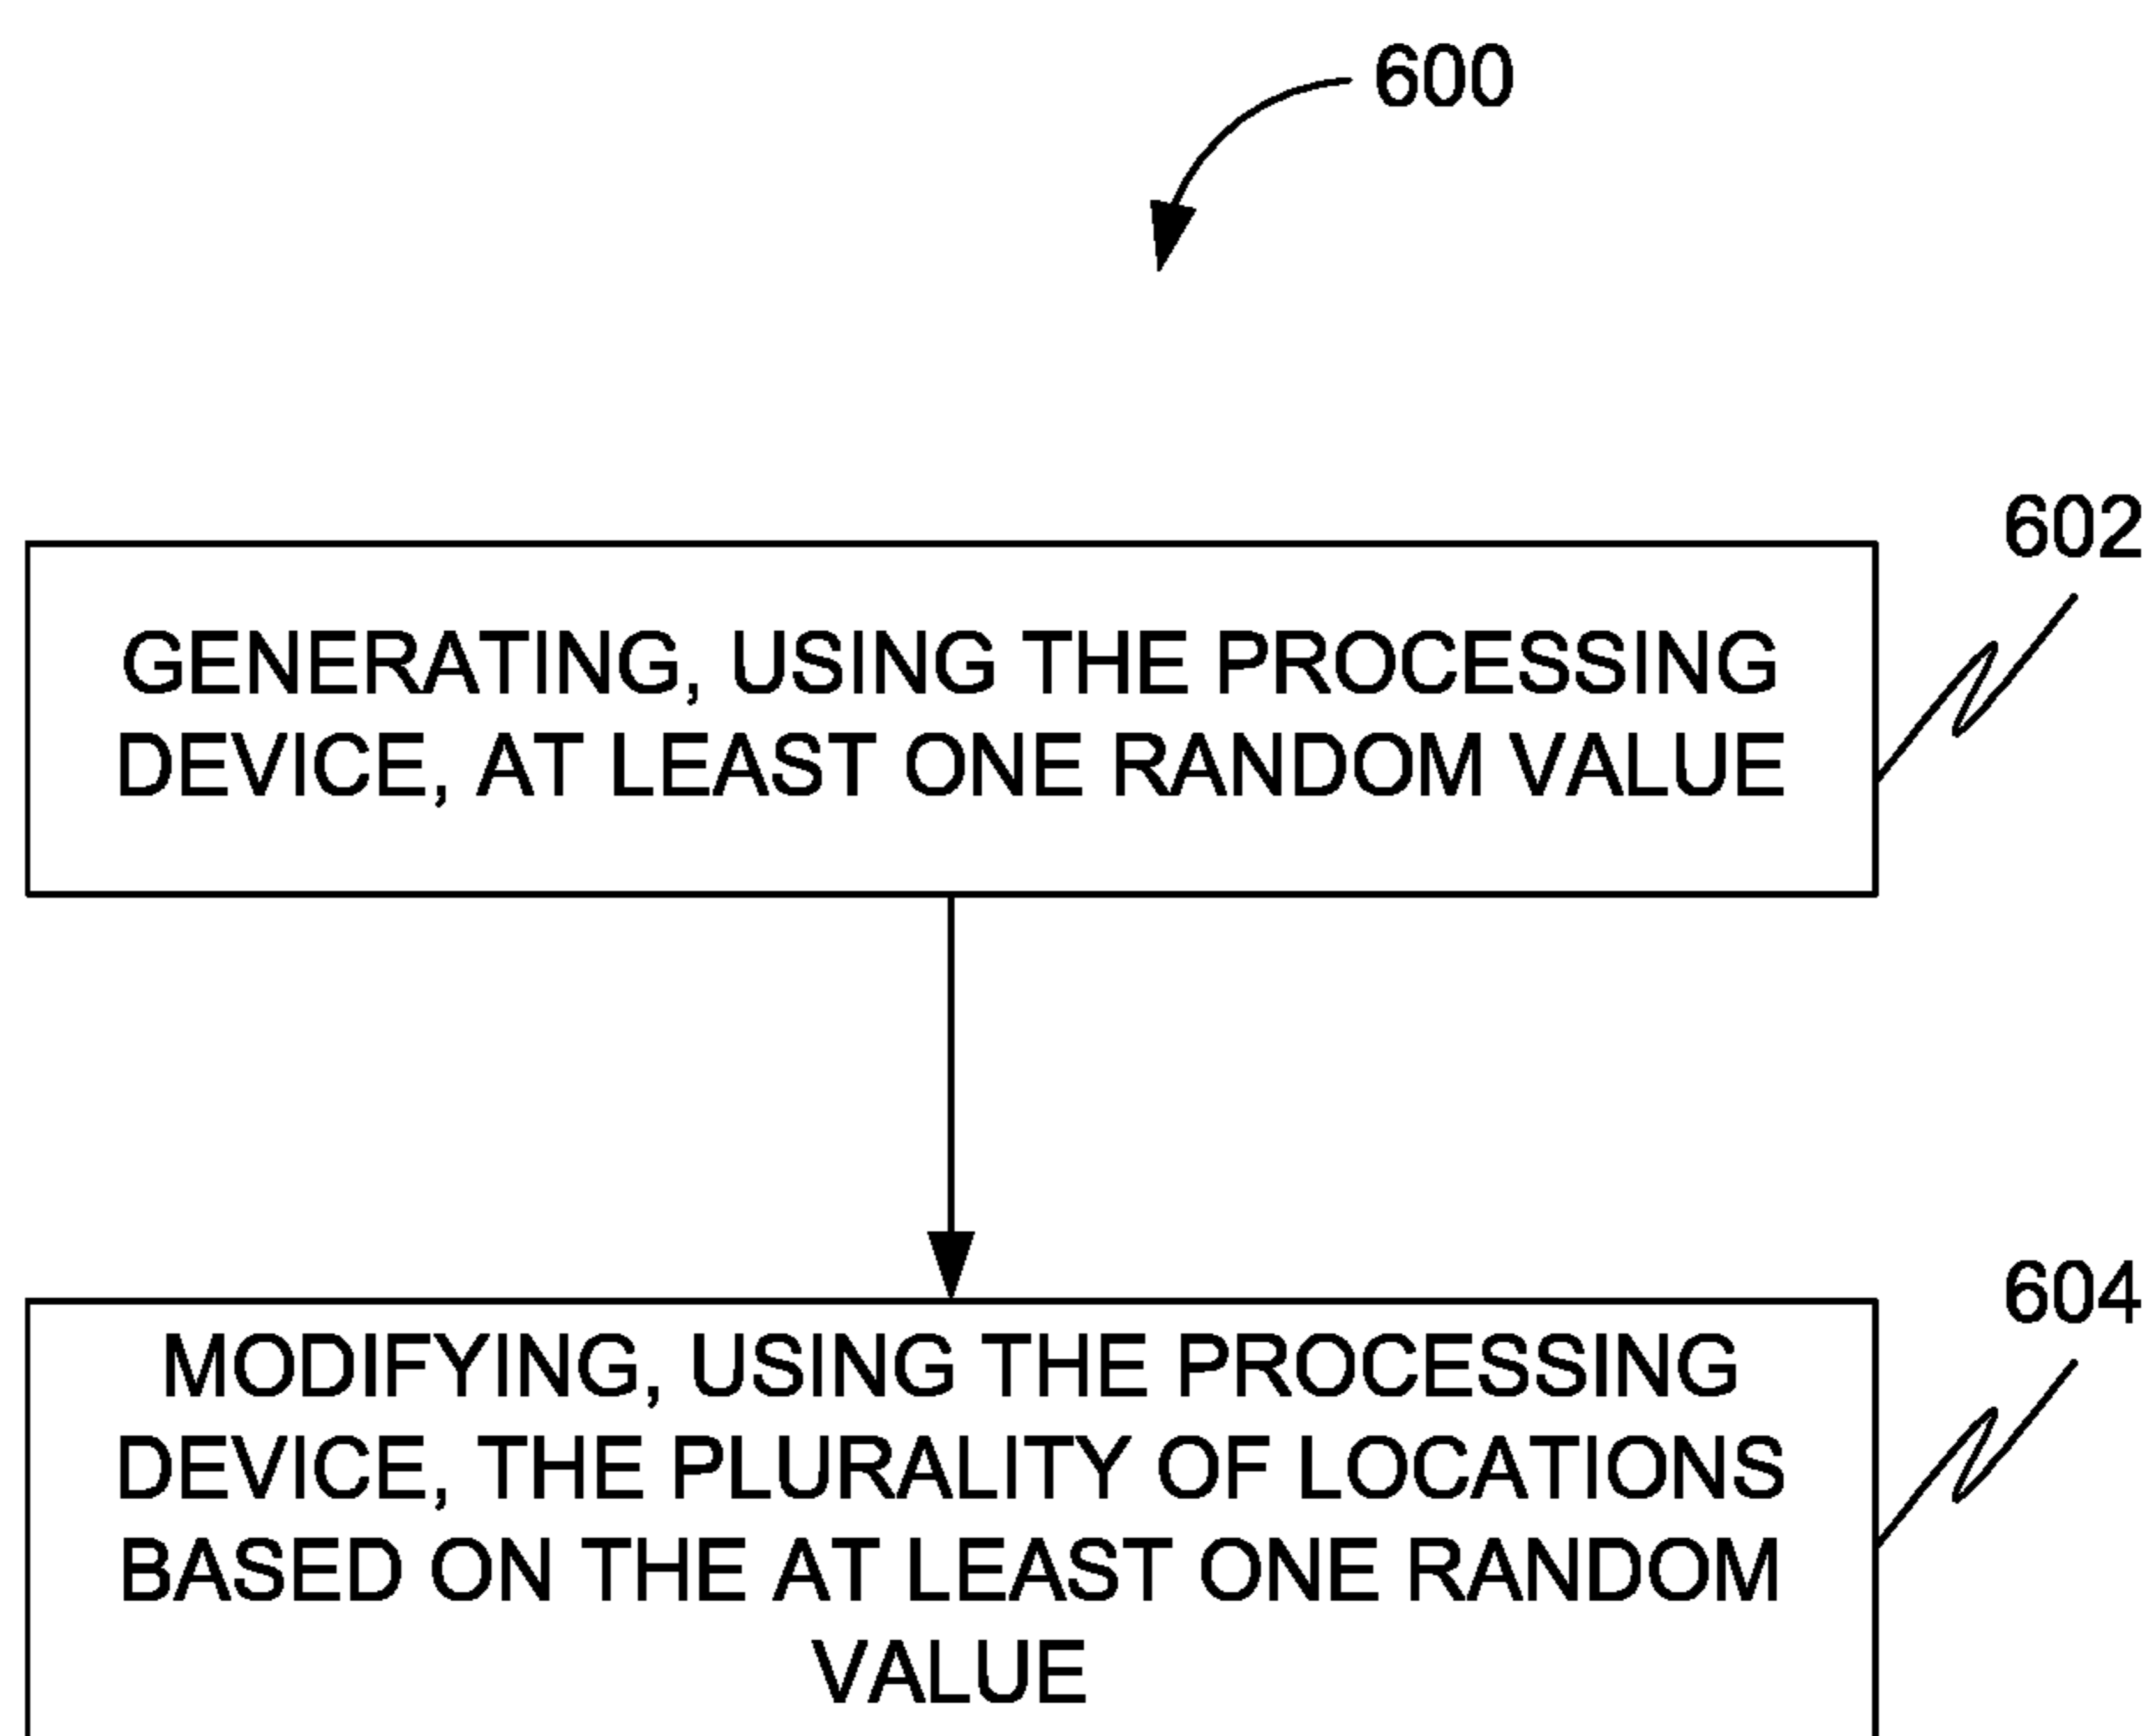 600
602
GENERATING, USING THE PROCESSING
DEVICE, AT LEAST ONE RANDOM VALUE
604
MODIFYING, USING THE PROCESSING
DEVICE, THE PLURALITY OF LOCATIONS
BASED ON THE AT LEAST ONE RANDOM
VALUE